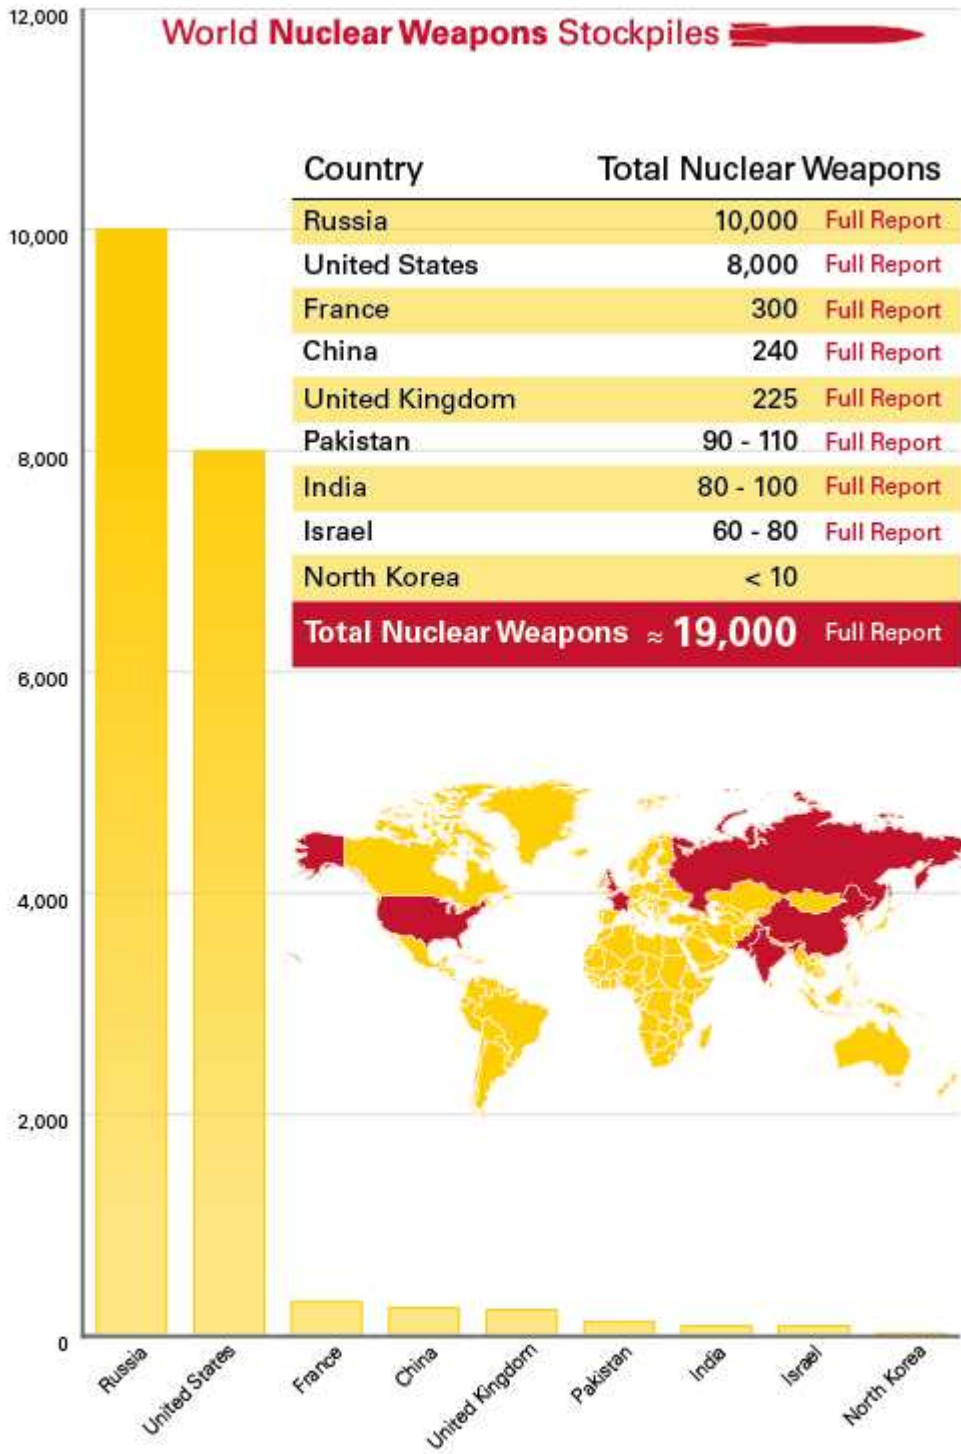 World Nuclear Weapons Stockpiles
Country Total Nuclear Weapons
Russia 10,000 Full Report
United States 8,000 Full Report
France 300 Full Report
China 240 Full Report
United Kingdom 225 Full Report
Pakistan 90 - 110 Full Report
India 80 - 100 Full Report
Israel 60 - 80 Full Report
North Korea < 10
Total Nuclear Weapons ≈ 19,000 Full Report
12,000
10,000
8,000
6,000
4,000
2,000
0
Russia
United States
France
China
United Kingdom
Pakistan
India
Israel
North Korea